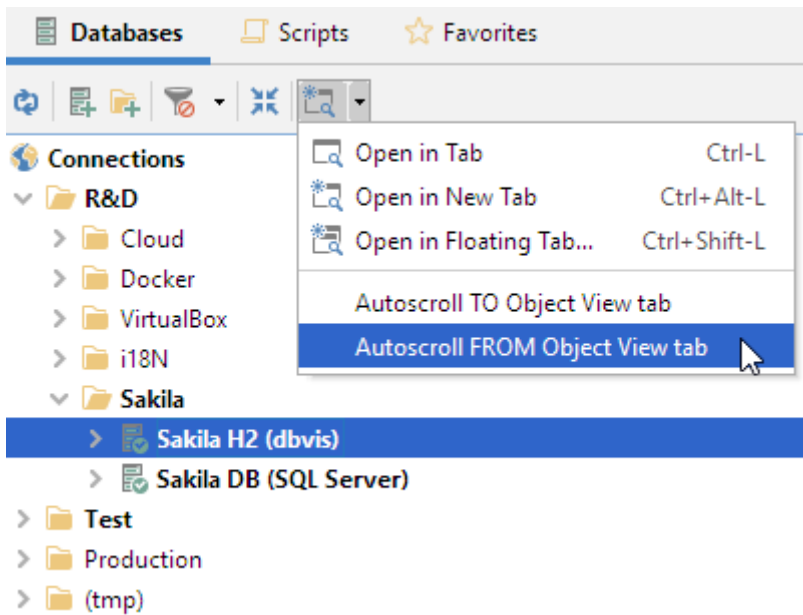 Databases Scripts Favorites
Connections
Open in Tab Ctrl-L
R&D
Open in New Tab Ctrl+Alt-L
Cloud
Open in Floating Tab... Ctrl+Shift-L
Docker
Autoscroll TO Object View tab
VirtualBox
Autoscroll FROM Object View tab
i18N
Sakila
Sakila H2 (dbvis)
Sakila DB (SQL Server)
Test
Production
(tmp)